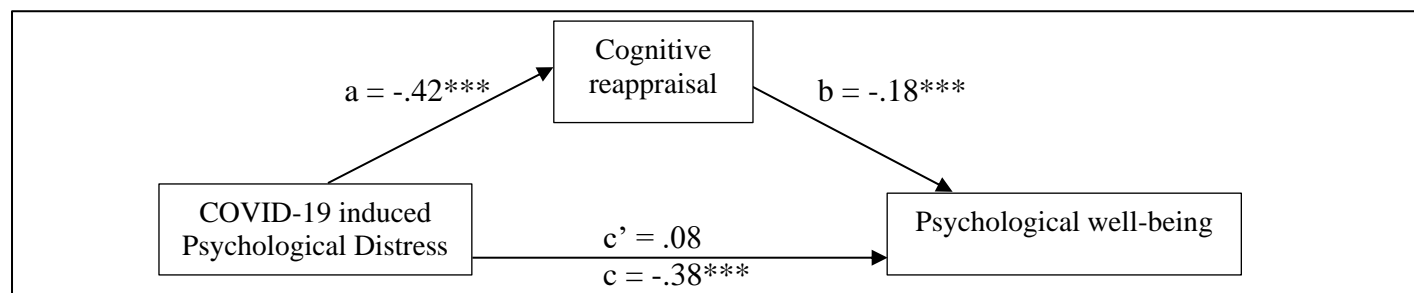 Cognitive
reappraisal
a = -.42***
b = -.18***
COVID-19 induced
Psychological Distress
Psychological well-being
c’ = .08
c = -.38***